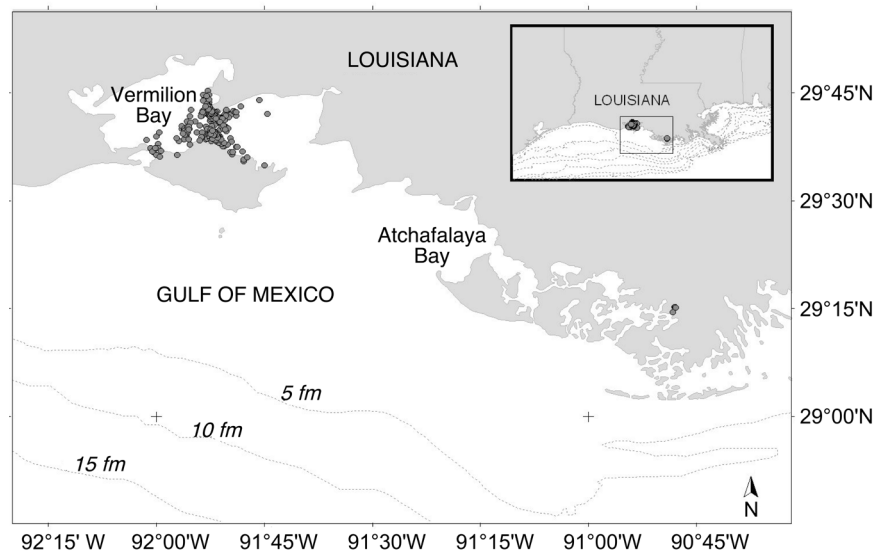 LOUISIANA
Vermilion
Bay
LOUISIANA
29°45'N
29°30'N
Atchafalaya
Bay
GULF OF MEXICO
29°15'N
5 fm
29°00'N
10 fm
15 fm
N
92°15' W 92°00'W 91°45'W 91°30'W 91°15'W 91°00'W 90°45'W